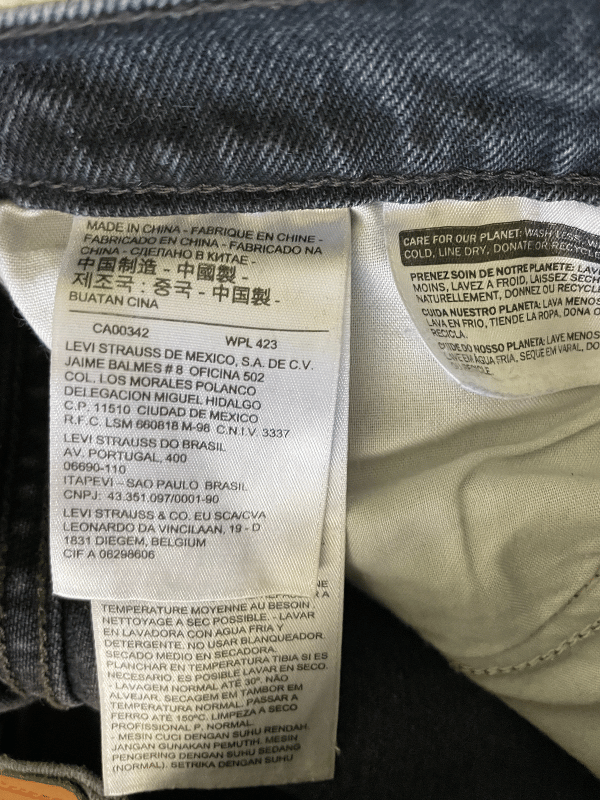 MADE IN CHINA - FABRIQUE EN CHINE -
FABRICADO EN CHINA - FABRICADO NA
CHINA - СДЕЛАНО В КИТАЕ -
中国制造 - 中國製 -
제조국 : 중국 - 中国製 -
BUATAN CINA
CA00342 WPL 423
LEVI STRAUSS DE MEXICO, S.A. DE C.V.
JAIME BALMES # 8 OFICINA 502
COL. LOS MORALES POLANCO
DELEGACION MIGUEL HIDALGO
C.P. 11510 CIUDAD DE MEXICO
R.F.C. LSM 660818 M-98 C.N.I.V. 3337
LEVI STRAUSS DO BRASIL
AV. PORTUGAL, 400
06690-110
ITAPEVI – SAO PAULO BRASIL
CNPJ: 43.351.097/0001-90
LEVI STRAUSS & CO. EU SCA/CVA
LEONARDO DA VINCILAAN, 19 - D
1831 DIEGEM, BELGIUM
CIF A 06298606
TEMPERATURE MOYENNE AU BESOIN
NETTOYAGE A SEC POSSIBLE. - LAVAR
EN LAVADORA CON AGUA FRIA Y
DETERGENTE. NO USAR BLANQUEADOR.
SECADO MEDIO EN SECADORA.
PLANCHAR EN TEMPERATURA TIBIA SI ES
NECESARIO. ES POSIBLE LAVAR EN SECO.
- LAVAGEM NORMAL ATÉ 30º. NÃO
ALVEJAR. SECAGEM EM TAMBOR EM
TEMPERATURA NORMAL. PASSAR A
FERRO ATÉ 150ºC. LIMPEZA A SECO
PROFISSIONAL P, NORMAL.
- MESIN CUCI DENGAN SUHU RENDAH.
JANGAN GUNAKAN PEMUTIH. MESIN
PENGERING DENGAN SUHU SEDANG
(NORMAL). SETRIKA DENGAN SUHU
CARE FOR OUR PLANET: WASH LESS, WA
COLD, LINE DRY, DONATE OR RECYCLE
PRENEZ SOIN DE NOTRE PLANETE: LAVE
MOINS, LAVEZ A FROID, LAISSEZ SECH
NATURELLEMENT, DONNEZ OU RECYCLE
CUIDA NUESTRO PLANETA: LAVA MENOS
LAVA EN FRIO, TIENDE LA ROPA, DONA O
RECICLA.
CUIDE DO NOSSO PLANETA: LAVE MENOS
LAVE EM AGUA FRIA, SEQUE EM VARAL, DO